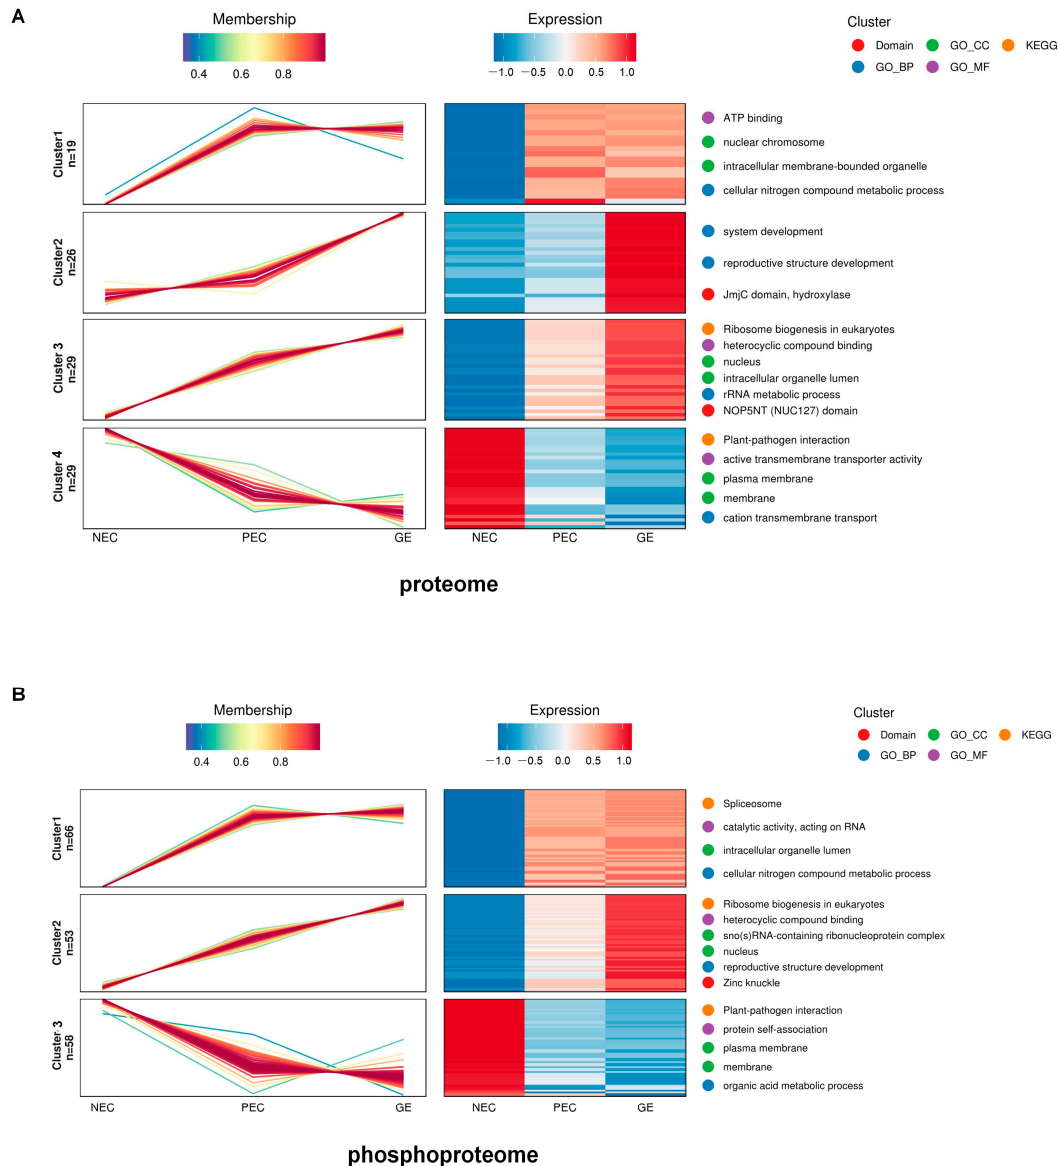 A
Membership
0.4 0.6 0.8
Expression
−1.0 −0.5 0.0 0.5 1.0
Cluster
Domain GO_CC KEGG
GO_BP GO_MF
Cluster1
n=19
ATP binding
nuclear chromosome
intracellular membrane-bounded organelle
cellular nitrogen compound metabolic process
Cluster2
n=26
system development
reproductive structure development
JmjC domain, hydroxylase
Cluster 3
n=29
Ribosome biogenesis in eukaryotes
heterocyclic compound binding
nucleus
intracellular organelle lumen
rRNA metabolic process
NOP5NT (NUC127) domain
Cluster 4
n=29
Plant-pathogen interaction
active transmembrane transporter activity
plasma membrane
membrane
cation transmembrane transport
NEC PEC GE NEC PEC GE
proteome
B
Membership
0.4 0.6 0.8
Expression
−1.0 −0.5 0.0 0.5 1.0
Cluster
Domain GO_CC KEGG
GO_BP GO_MF
Cluster1
n=66
Spliceosome
catalytic activity, acting on RNA
intracellular organelle lumen
cellular nitrogen compound metabolic process
Cluster2
n=53
Ribosome biogenesis in eukaryotes
heterocyclic compound binding
sno(s)RNA-containing ribonucleoprotein complex
nucleus
reproductive structure development
Zinc knuckle
Cluster 3
n=58
Plant-pathogen interaction
protein self-association
plasma membrane
membrane
organic acid metabolic process
NEC PEC GE NEC PEC GE
phosphoproteome